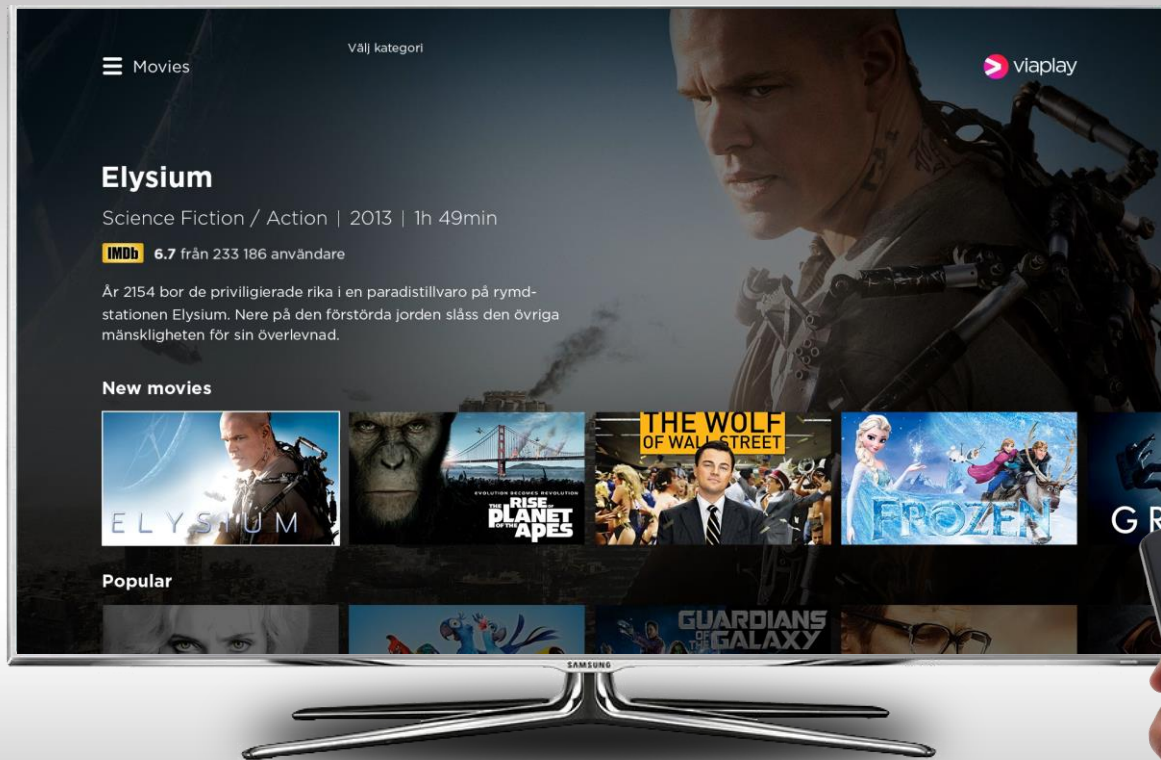 Välj kategori
Movies
viaplay
Elysium
Science Fiction / Action | 2013 | 1h 49min
IMDb 6.7 från 233 186 användare
År 2154 bor de priviligierade rika i en paradistillvaro på rymd-
stationen Elysium. Nere på den förstörda jorden slåss den övriga
mänskligheten för sin överlevnad.
New movies
ELYSIUM
EVOLUTION BECOMES REVOLUTION
THE RISE
OF THE PLANET
OF THE APES
THE WOLF
OF WALL STREET
FROZEN
GR
Popular
GUARDIANS
OF THE GALAXY
SAMSUNG